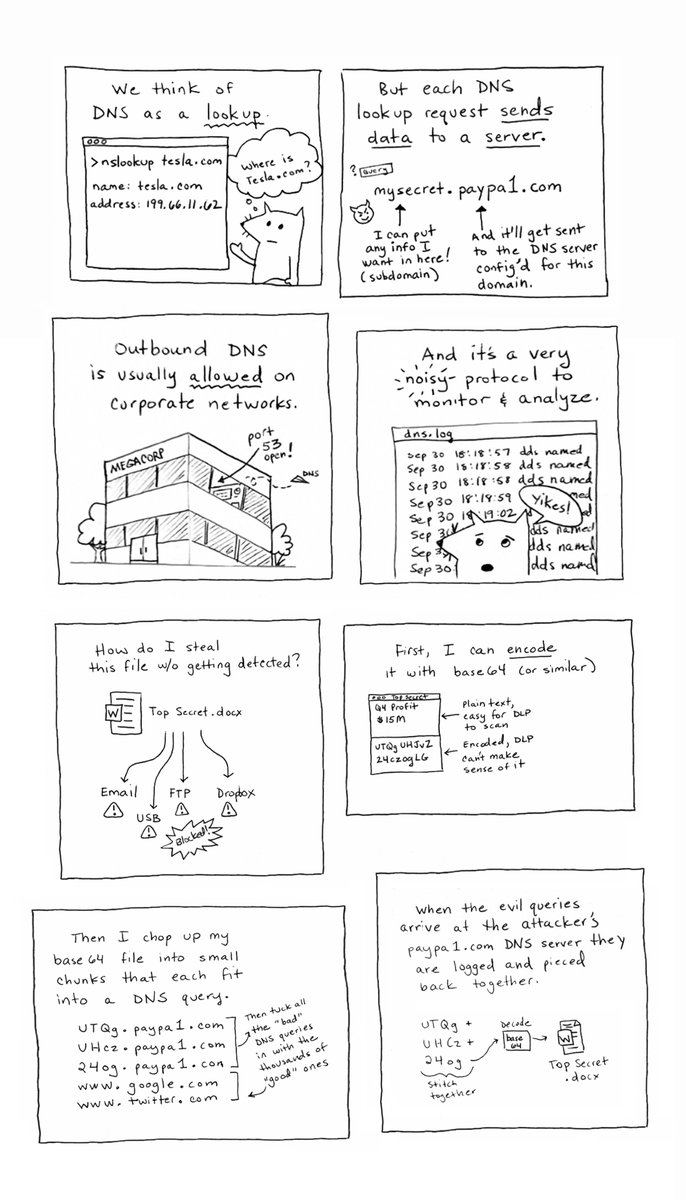 We think of
DNS as a lookup.
>nslookup tesla.com
name: tesla.com
address: 199.66.11.62
Where is
Tesla.com?
But each DNS
lookup request sends
data to a server.
? query
mysecret.paypa1.com
I can put
any info I
want in here!
(subdomain)
And it'll get sent
to the DNS server
config'd for this
domain.
Outbound DNS
is usually allowed on
corporate networks.
port
53
open!
MEGACORP
DNS
And it's a very
noisy protocol to
monitor & analyze.
dns.log
Sep 30 18:18:57 dds named
Sep 30 18:18:58 dds named
Sep 30 18:18:58 dds named
Sep 30 18:18:59
Sep 30 18:19:02
Yikes!
Sep 30 dds named
Sep dds named
Sep 30 dds named
How do I steal
this file w/o getting detected?
W
Top Secret.docx
Email
USB
FTP
Dropbox
Blocked!
First, I can encode
it with base64 (or similar)
Top Secret
Q4 Profit
$15M
Plain text,
easy for DLP
to scan
UTQgUHJvZ
24czogLG
Encoded, DLP
can't make
sense of it
Then I chop up my
base64 file into small
chunks that each fit
into a DNS query.
UTQg.paypa1.com
UHcz.paypa1.com
24og.paypa1.con
www.google.com
www.twitter.com
Then tuck all
the "bad"
DNS queries
in with the
thousands of
"good" ones
When the evil queries
arrive at the attacker's
paypa1.com DNS server they
are logged and pieced
back together.
UTQg +
UHCz +
24og
stitch
together
Decode
base
64
W
Top Secret
.docx